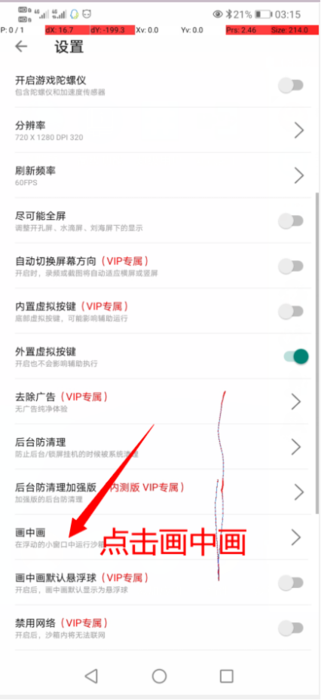 21% 03:15
P: 0 / 1 dX: 16.7 dY: -199.3 Xv: 0.0 Yv: 0.0 Prs: 2.46 Size: 214.0
设置
开启游戏陀螺仪
包含陀螺仪和加速度传感器
分辨率
720 X 1280 DPI 320
刷新频率
60FPS
尽可能全屏
调整开孔屏，水滴屏，刘海屏下的显示
自动切换屏幕方向（VIP专属）
开启时，录频或截图将自动适应横屏或竖屏
内置虚拟按键（VIP专属）
底部虚拟按键，可能影响辅助运行
外置虚拟按键
开启也不会影响辅助执行
去除广告（VIP专属）
无广告纯净体验
后台防清理
防止后台/锁屏挂机的时候被系统清理
后台防清理加强版（内测版 VIP专属）
加强版的后台防清理
画中画
在浮动的小窗口中运行沙
点击画中画
画中画默认悬浮球（VIP专属）
开启后，画中画默认显示为悬浮球
禁用网络（VIP专属）
开启后，沙箱内将无法联网